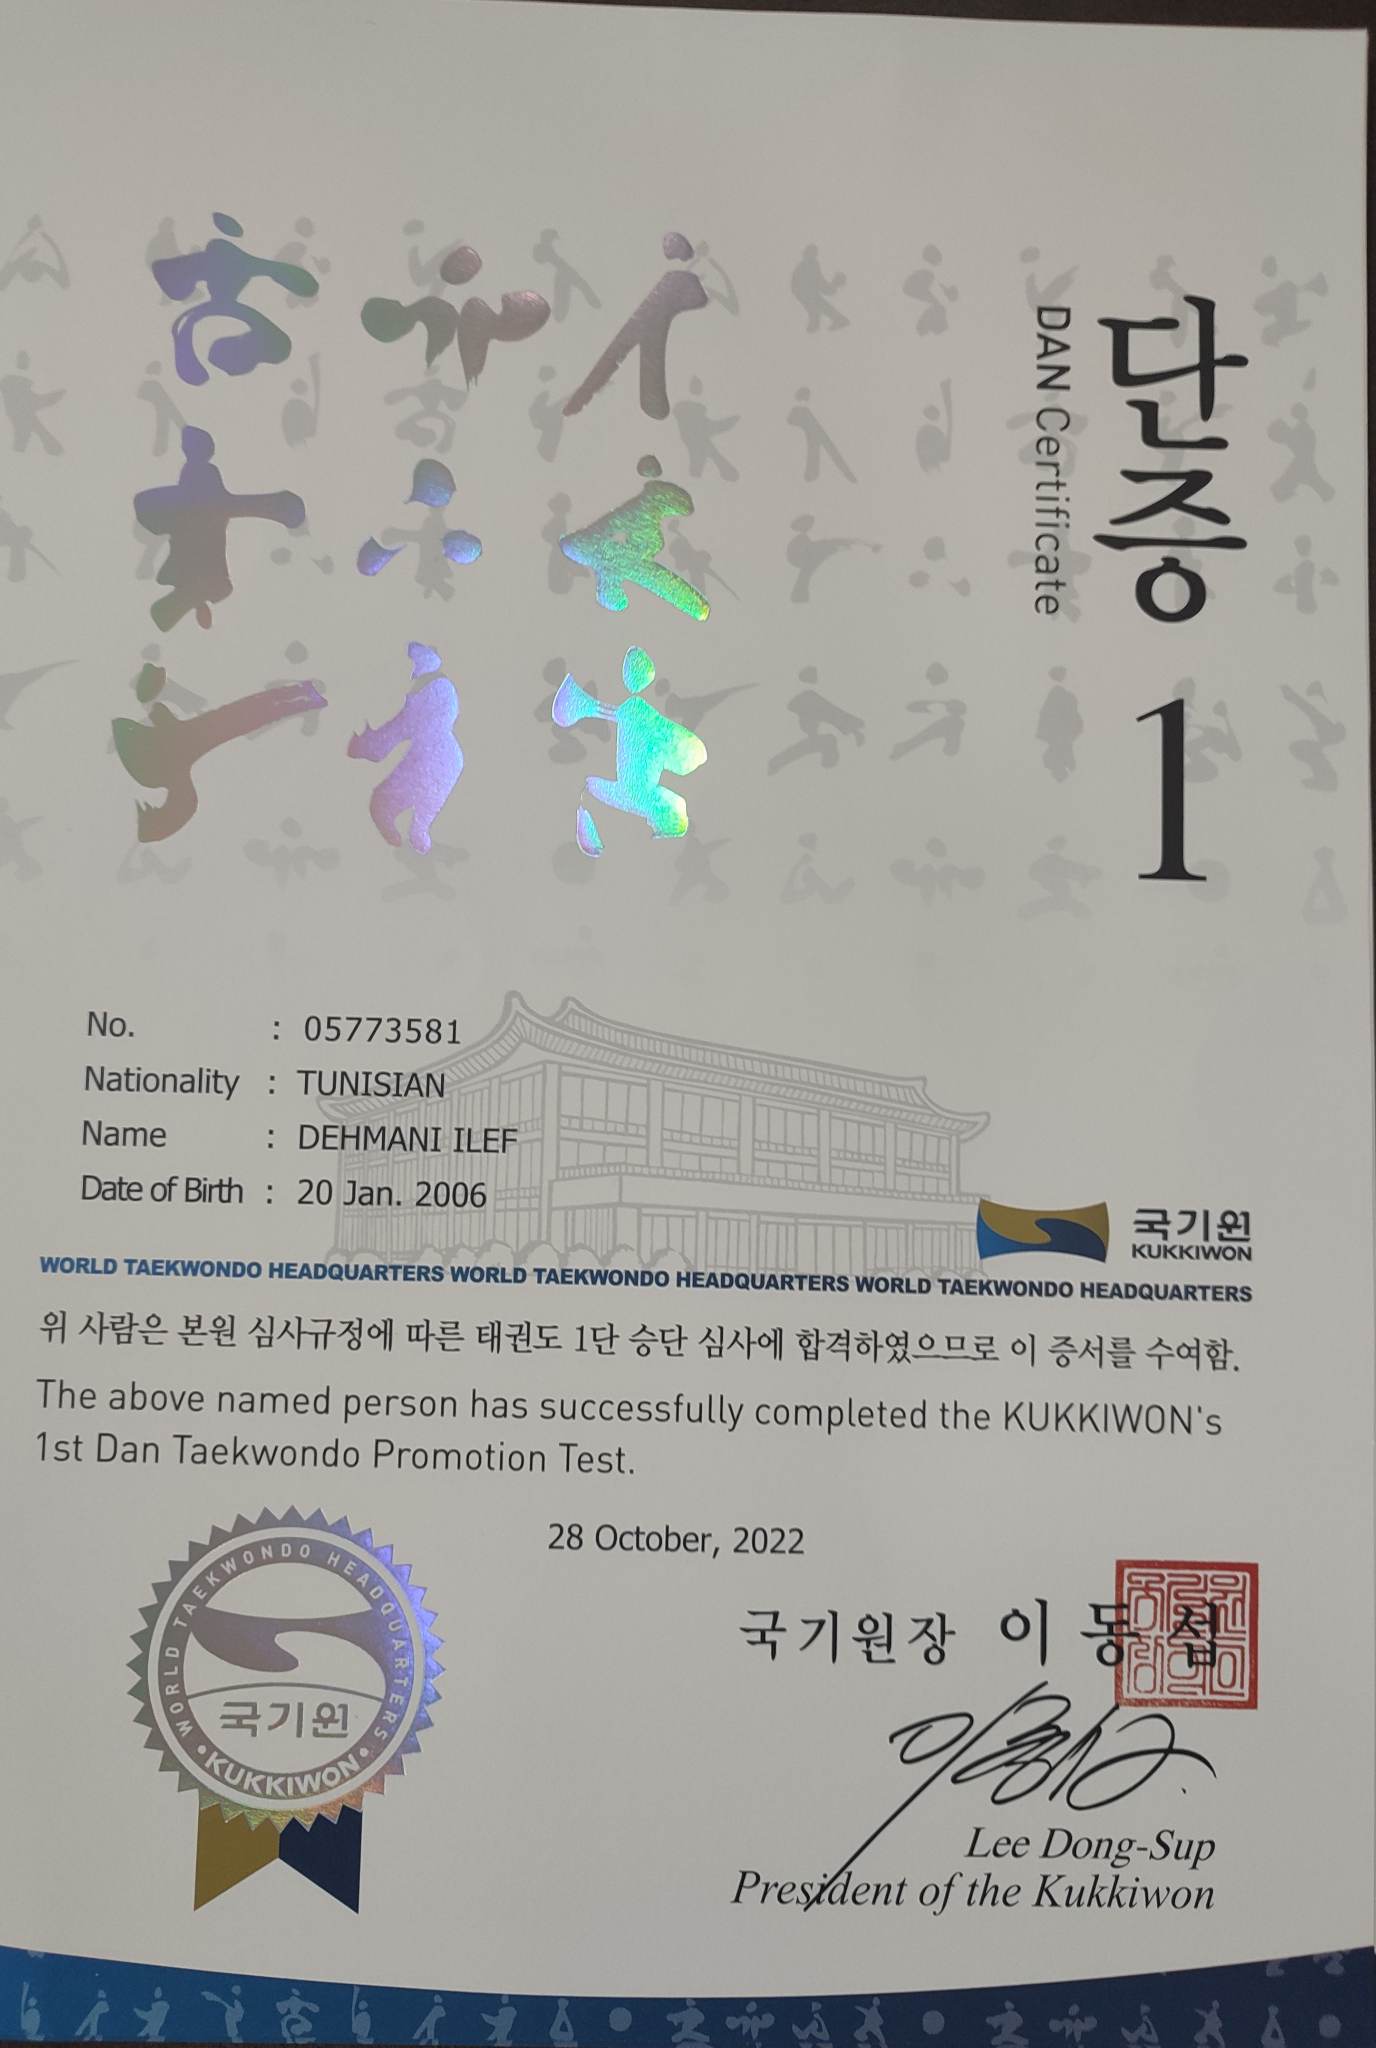 단증 1
DAN Certificate
No. : 05773581
Nationality : TUNISIAN
Name : DEHMANI ILEF
Date of Birth : 20 Jan. 2006
국기원
KUKKIWON
WORLD TAEKWONDO HEADQUARTERS WORLD TAEKWONDO HEADQUARTERS WORLD TAEKWONDO HEADQUARTERS
위 사람은 본원 심사규정에 따른 태권도 1단 승단 심사에 합격하였으므로 이 증서를 수여함.
The above named person has successfully completed the KUKKIWON's
1st Dan Taekwondo Promotion Test.
28 October, 2022
WORLD TAEKWONDO HEADQUARTERS
국기원
•KUKKIWON•
국기원장 이동섭
Lee Dong-Sup
President of the Kukkiwon